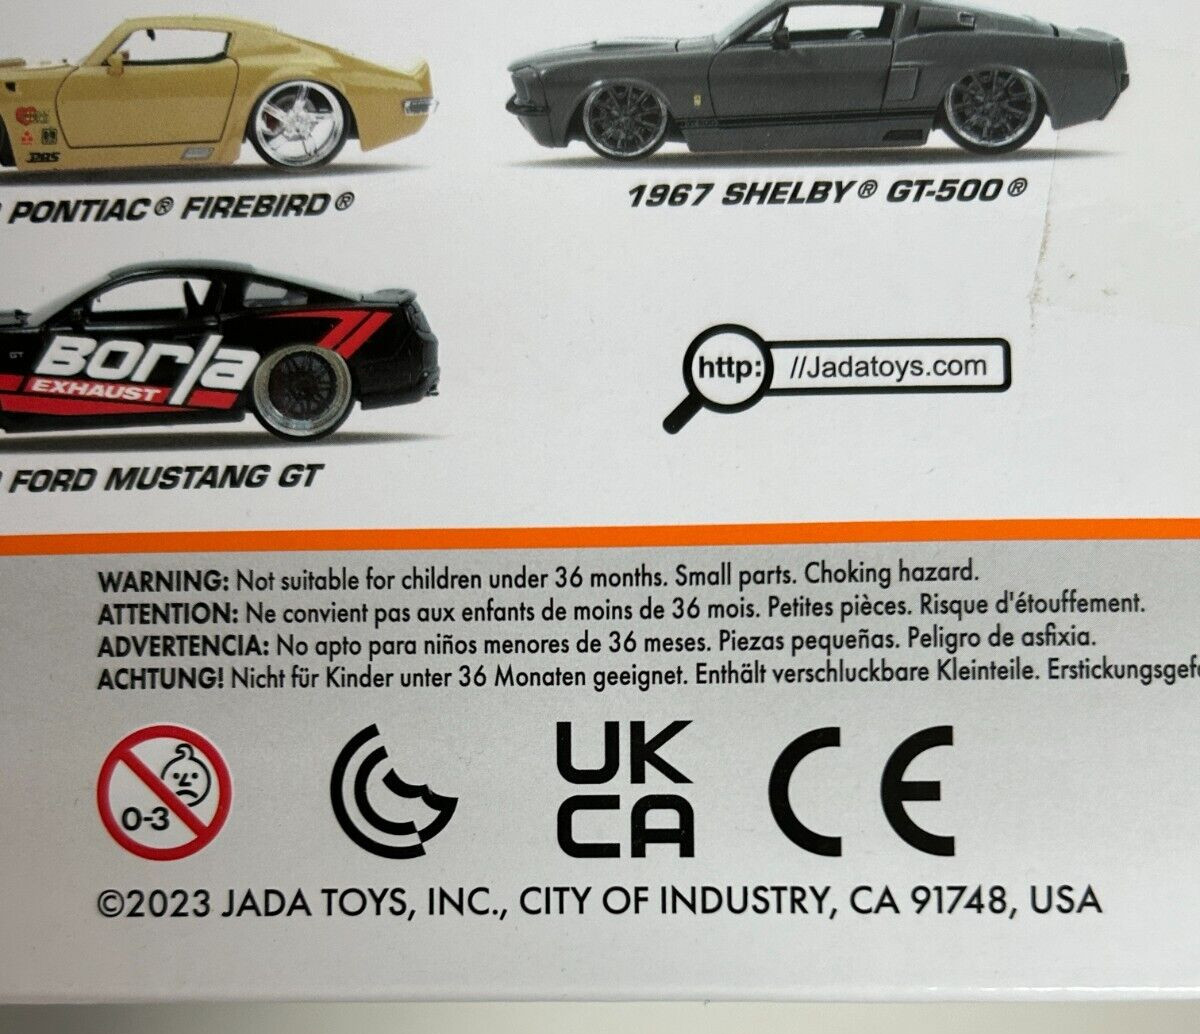 JABS
PONTIAC® FIREBIRD®
1967 SHELBY® GT-500®
GT
BORLA
EXHAUST
http: //Jadatoys.com
FORD MUSTANG GT
WARNING: Not suitable for children under 36 months. Small parts. Choking hazard.
ATTENTION: Ne convient pas aux enfants de moins de 36 mois. Petites pièces. Risque d'étouffement.
ADVERTENCIA: No apto para niños menores de 36 meses. Piezas pequeñas. Peligro de asfixia.
ACHTUNG! Nicht für Kinder unter 36 Monaten geeignet. Enthält verschluckbare Kleinteile. Erstickungsgef
0-3
UK
CA
CE
©2023 JADA TOYS, INC., CITY OF INDUSTRY, CA 91748, USA